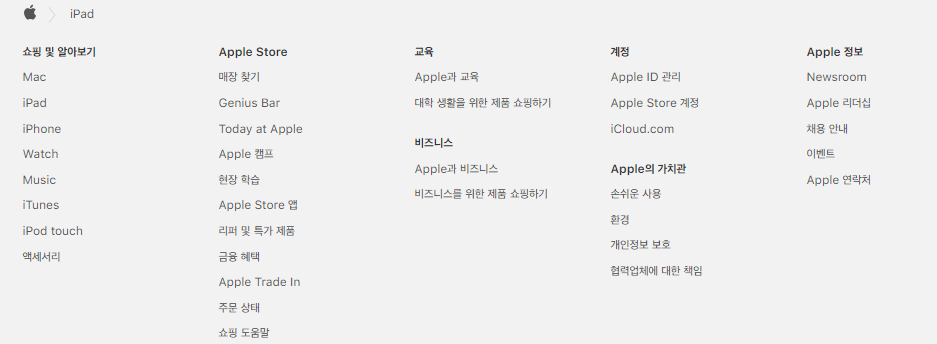 iPad
쇼핑 및 알아보기
Mac
iPad
iPhone
Watch
Music
iTunes
iPod touch
액세서리
Apple Store
매장 찾기
Genius Bar
Today at Apple
Apple 캠프
현장 학습
Apple Store 앱
리퍼 및 특가 제품
금융 혜택
Apple Trade In
주문 상태
쇼핑 도움말
교육
Apple과 교육
대학 생활을 위한 제품 쇼핑하기
비즈니스
Apple과 비즈니스
비즈니스를 위한 제품 쇼핑하기
계정
Apple ID 관리
Apple Store 계정
iCloud.com
Apple의 가치관
손쉬운 사용
환경
개인정보 보호
협력업체에 대한 책임
Apple 정보
Newsroom
Apple 리더십
채용 안내
이벤트
Apple 연락처